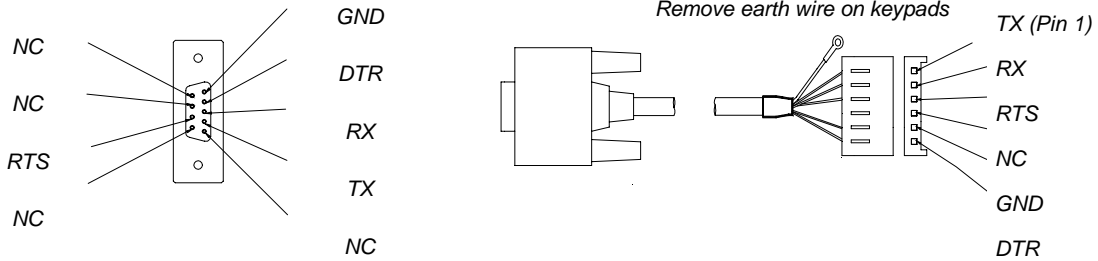 NC
NC
RTS
NC
GND
DTR
RX
TX
NC
Remove earth wire on keypads
TX (Pin 1)
RX
RTS
NC
GND
DTR